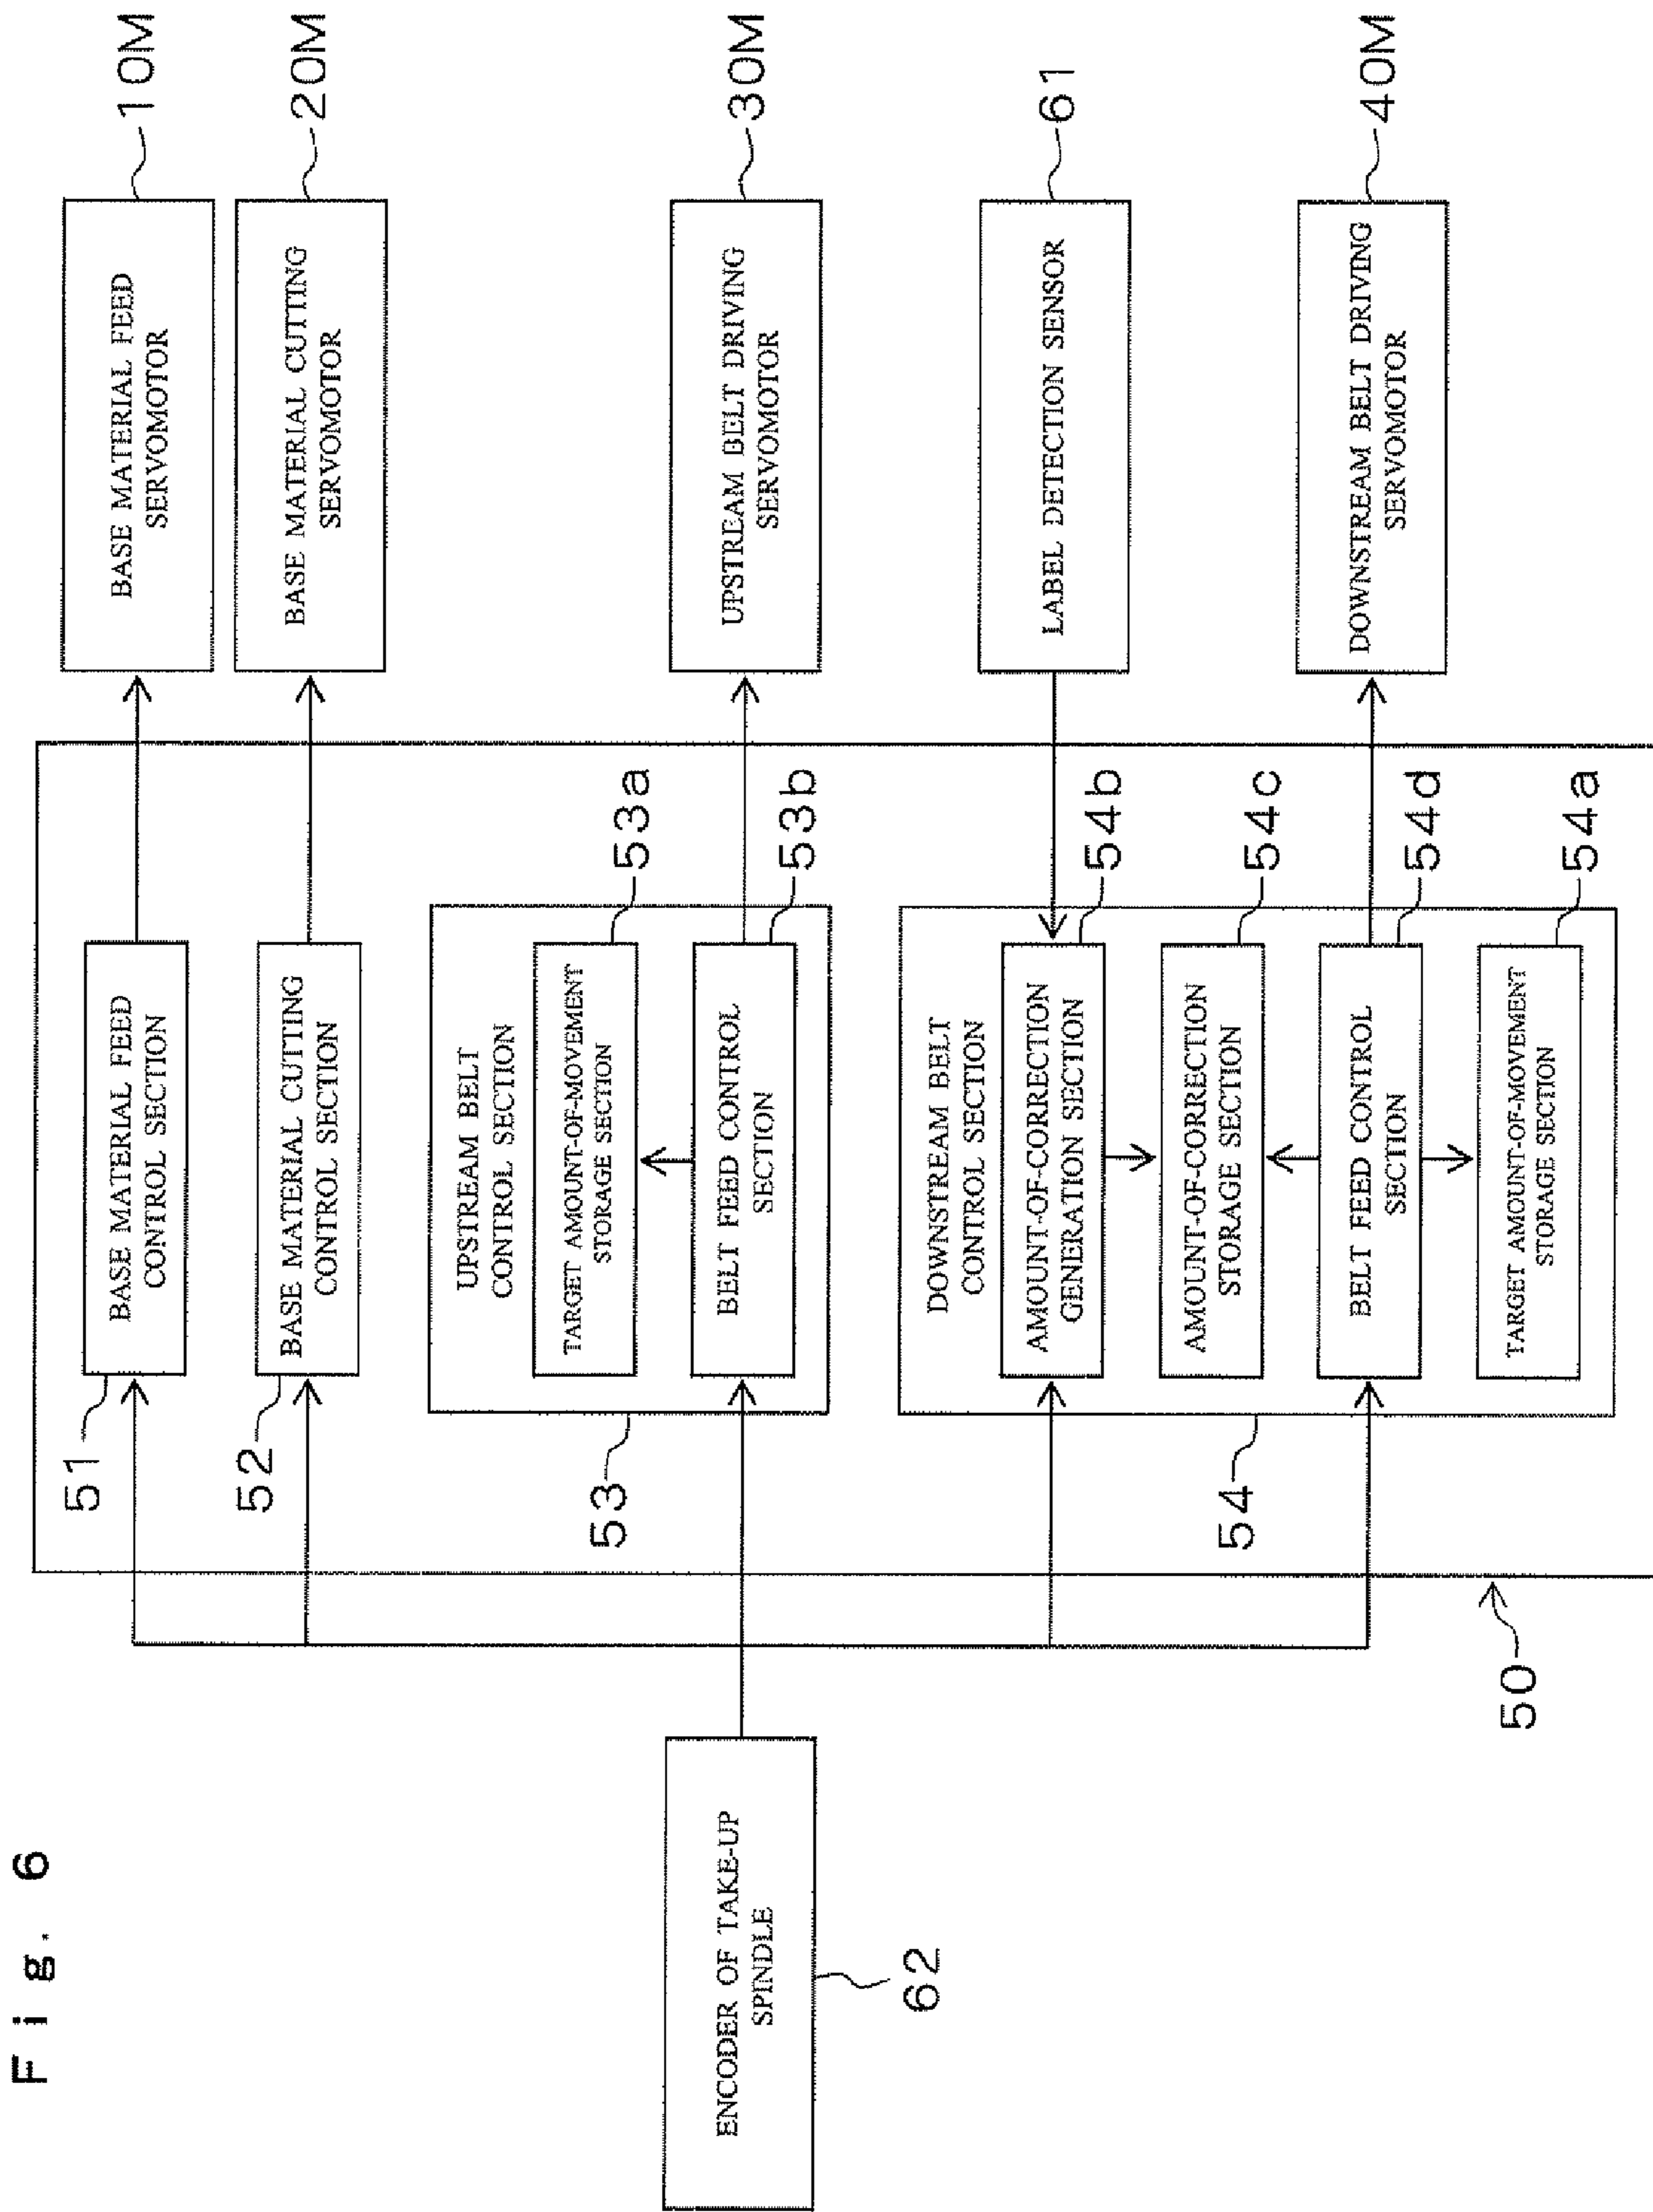 Fig. 6
ENCODER OF TAKE-UP
SPINDLE
62
50
51
BASE MATERIAL FEED
CONTROL SECTION
52
BASE MATERIAL CUTTING
CONTROL SECTION
53
UPSTREAM BELT
CONTROL SECTION
TARGET AMOUNT-OF-MOVEMENT
STORAGE SECTION
53a
BELT FEED CONTROL
SECTION
53b
54
DOWNSTREAM BELT
CONTROL SECTION
AMOUNT-OF-CORRECTION
GENERATION SECTION
54b
AMOUNT-OF-CORRECTION
STORAGE SECTION
54c
BELT FEED CONTROL
SECTION
54d
TARGET AMOUNT-OF-MOVEMENT
STORAGE SECTION
54a
BASE MATERIAL FEED
SERVOMOTOR
10M
BASE MATERIAL CUTTING
SERVOMOTOR
20M
UPSTREAM BELT DRIVING
SERVOMOTOR
30M
LABEL DETECTION SENSOR
61
DOWNSTREAM BELT DRIVING
SERVOMOTOR
40M